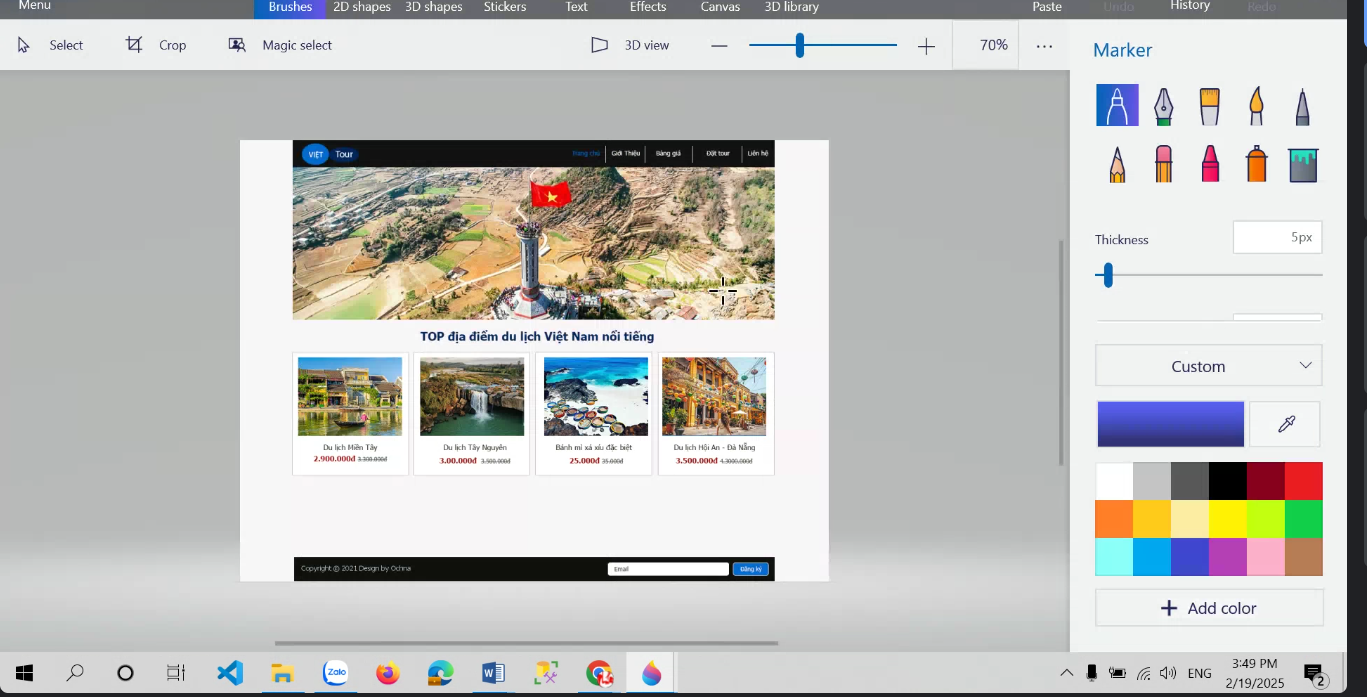 Menu Brushes 2D shapes 3D shapes Stickers Text Effects Canvas 3D library Paste Undo History Redo
Select Crop Magic select 3D view 70%
Marker
VIỆT Tour Trang chủ Giới Thiệu Bảng giá Đặt tour Liên hệ
Thickness 5px
TOP địa điểm du lịch Việt Nam nổi tiếng
Custom
Du lịch Miền Tây
2.900.000đ 3.300.000đ
Du lịch Tây Nguyên
3.00.000đ 3.500.000đ
Bánh mì xá xíu đặc biệt
25.000đ 35.000đ
Du lịch Hội An - Đà Nẵng
3.500.000đ 4.3000.000đ
Copyright @ 2021 Design by Ochna Email Đăng ký
Add color
Zalo
W
ENG
3:49 PM
2/19/2025
2